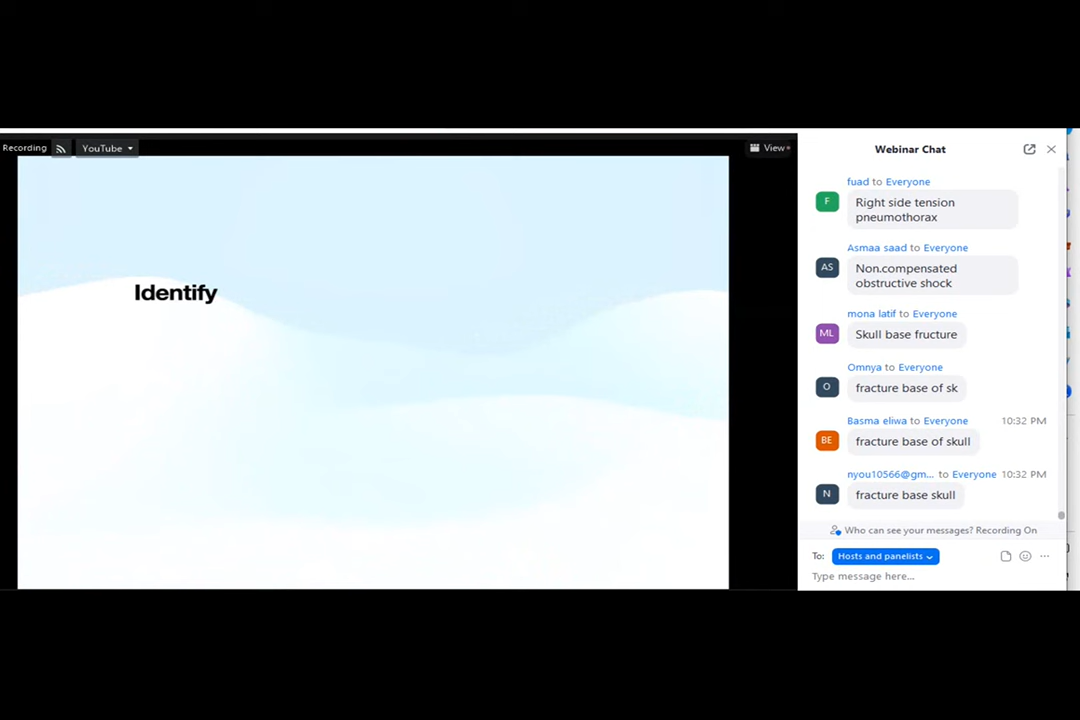 Recording
YouTube
View
Identify
Webinar Chat
F
fuad to Everyone
Right side tension
pneumothorax
AS
Asmaa saad to Everyone
Non.compensated
obstructive shock
ML
mona latif to Everyone
Skull base fructure
O
Omnya to Everyone
fracture base of sk
BE
Basma eliwa to Everyone 10:32 PM
fracture base of skull
N
nyou10566@gm... to Everyone 10:32 PM
fracture base skull
Who can see your messages? Recording On
To: Hosts and panelists
Type message here...